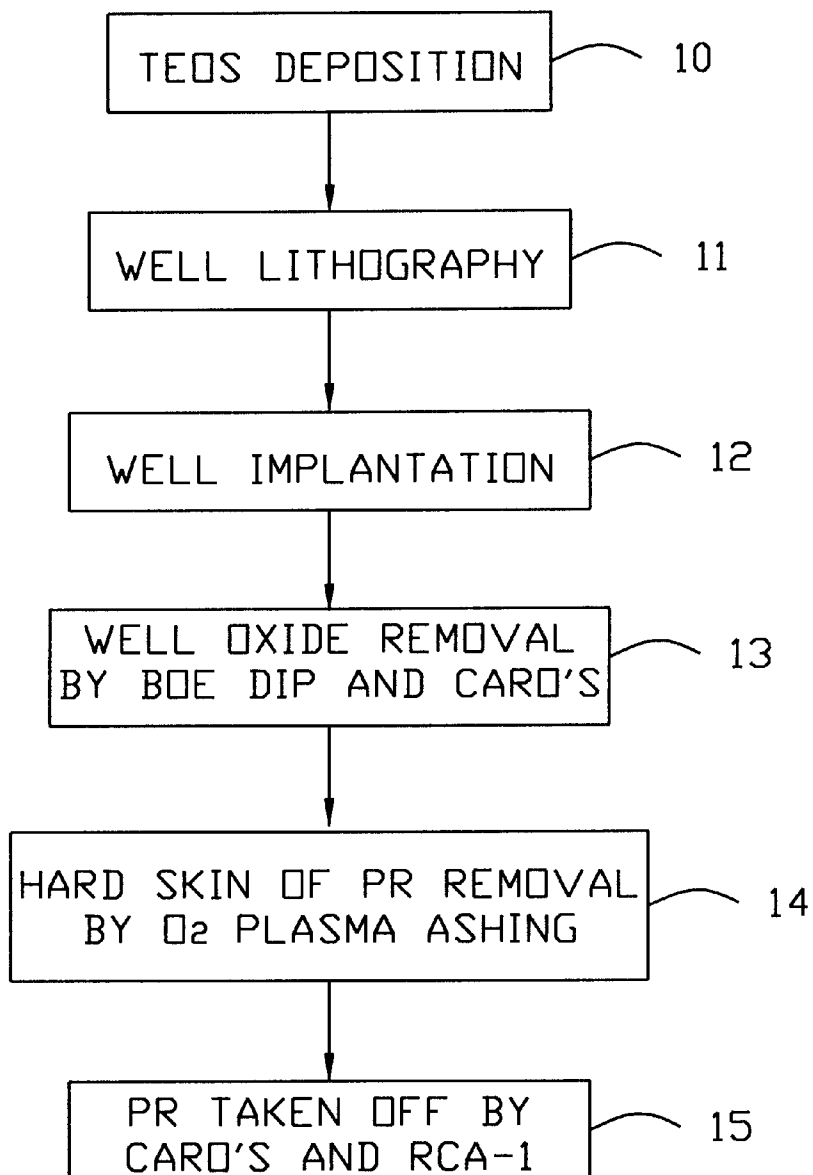 TEOS DEPOSITION
10
WELL LITHOGRAPHY
11
WELL IMPLANTATION
12
WELL OXIDE REMOVAL
BY BOE DIP AND CARO'S
13
HARD SKIN OF PR REMOVAL
BY O2 PLASMA ASHING
14
PR TAKEN OFF BY
CARO'S AND RCA-1
15